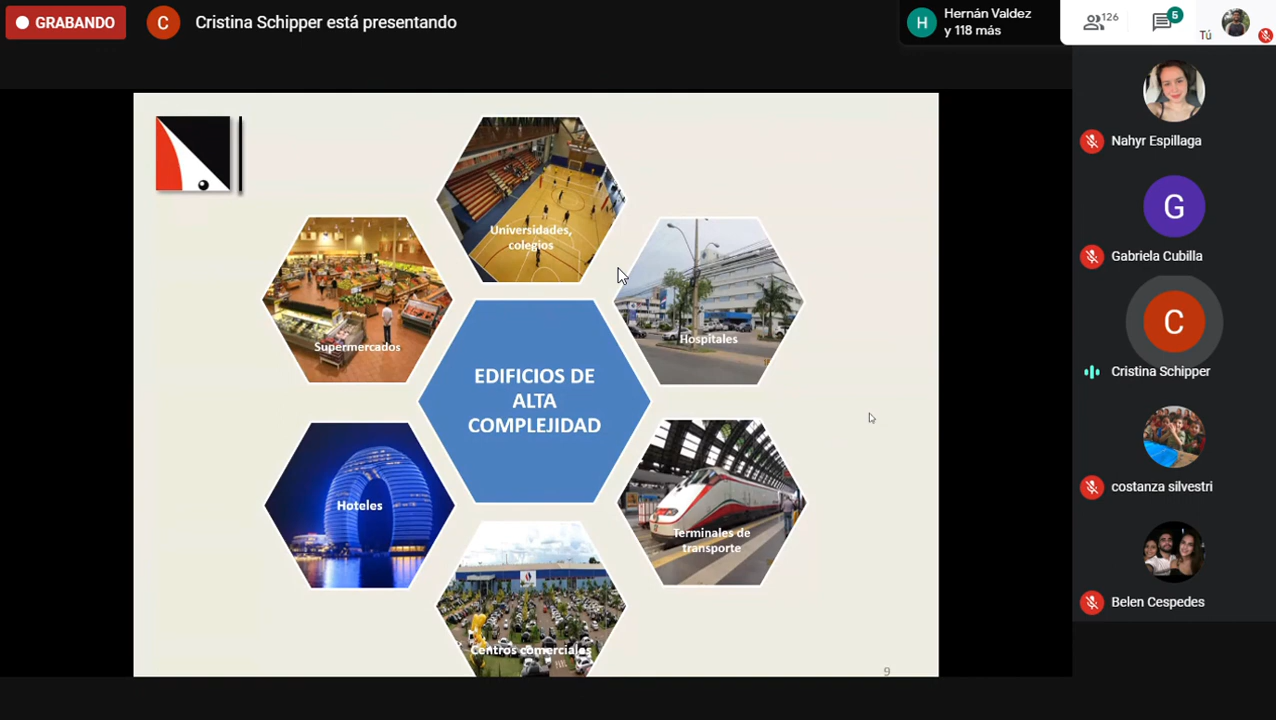 GRABANDO
C
Cristina Schipper está presentando
H
Hernán Valdez
y 118 más
126
5
Tú
Nahyr Espillaga
G
Gabriela Cubilla
C
Cristina Schipper
costanza silvestri
Belen Cespedes
Universidades,
colegios
Supermercados
Hospitales
EDIFICIOS DE
ALTA
COMPLEJIDAD
Hoteles
Terminales de
transporte
Centros comerciales
9